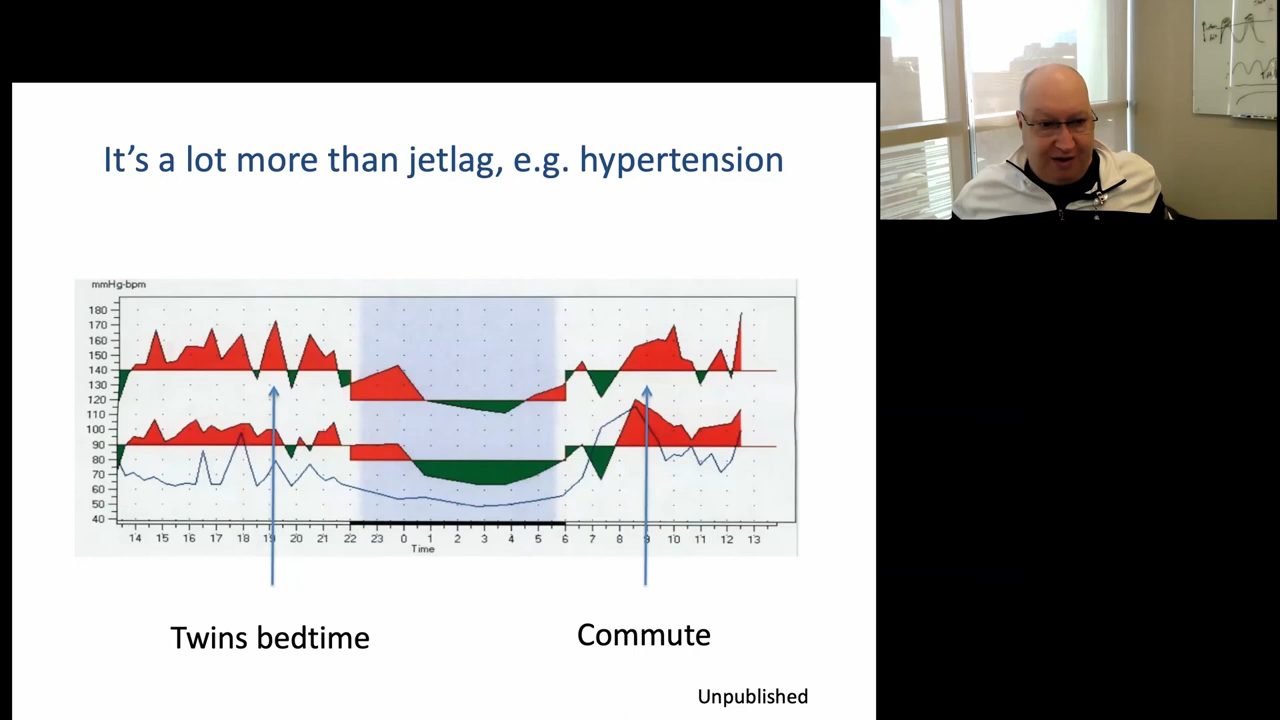 It’s a lot more than jetlag, e.g. hypertension
mmHg-bpm
180
170
160
150
140
130
120
110
100
90
80
70
60
50
40
14 15 16 17 18 19 20 21 22 23 0 1 2 3 4 5 6 7 8 9 10 11 12 13
Time
Twins bedtime
Commute
Unpublished